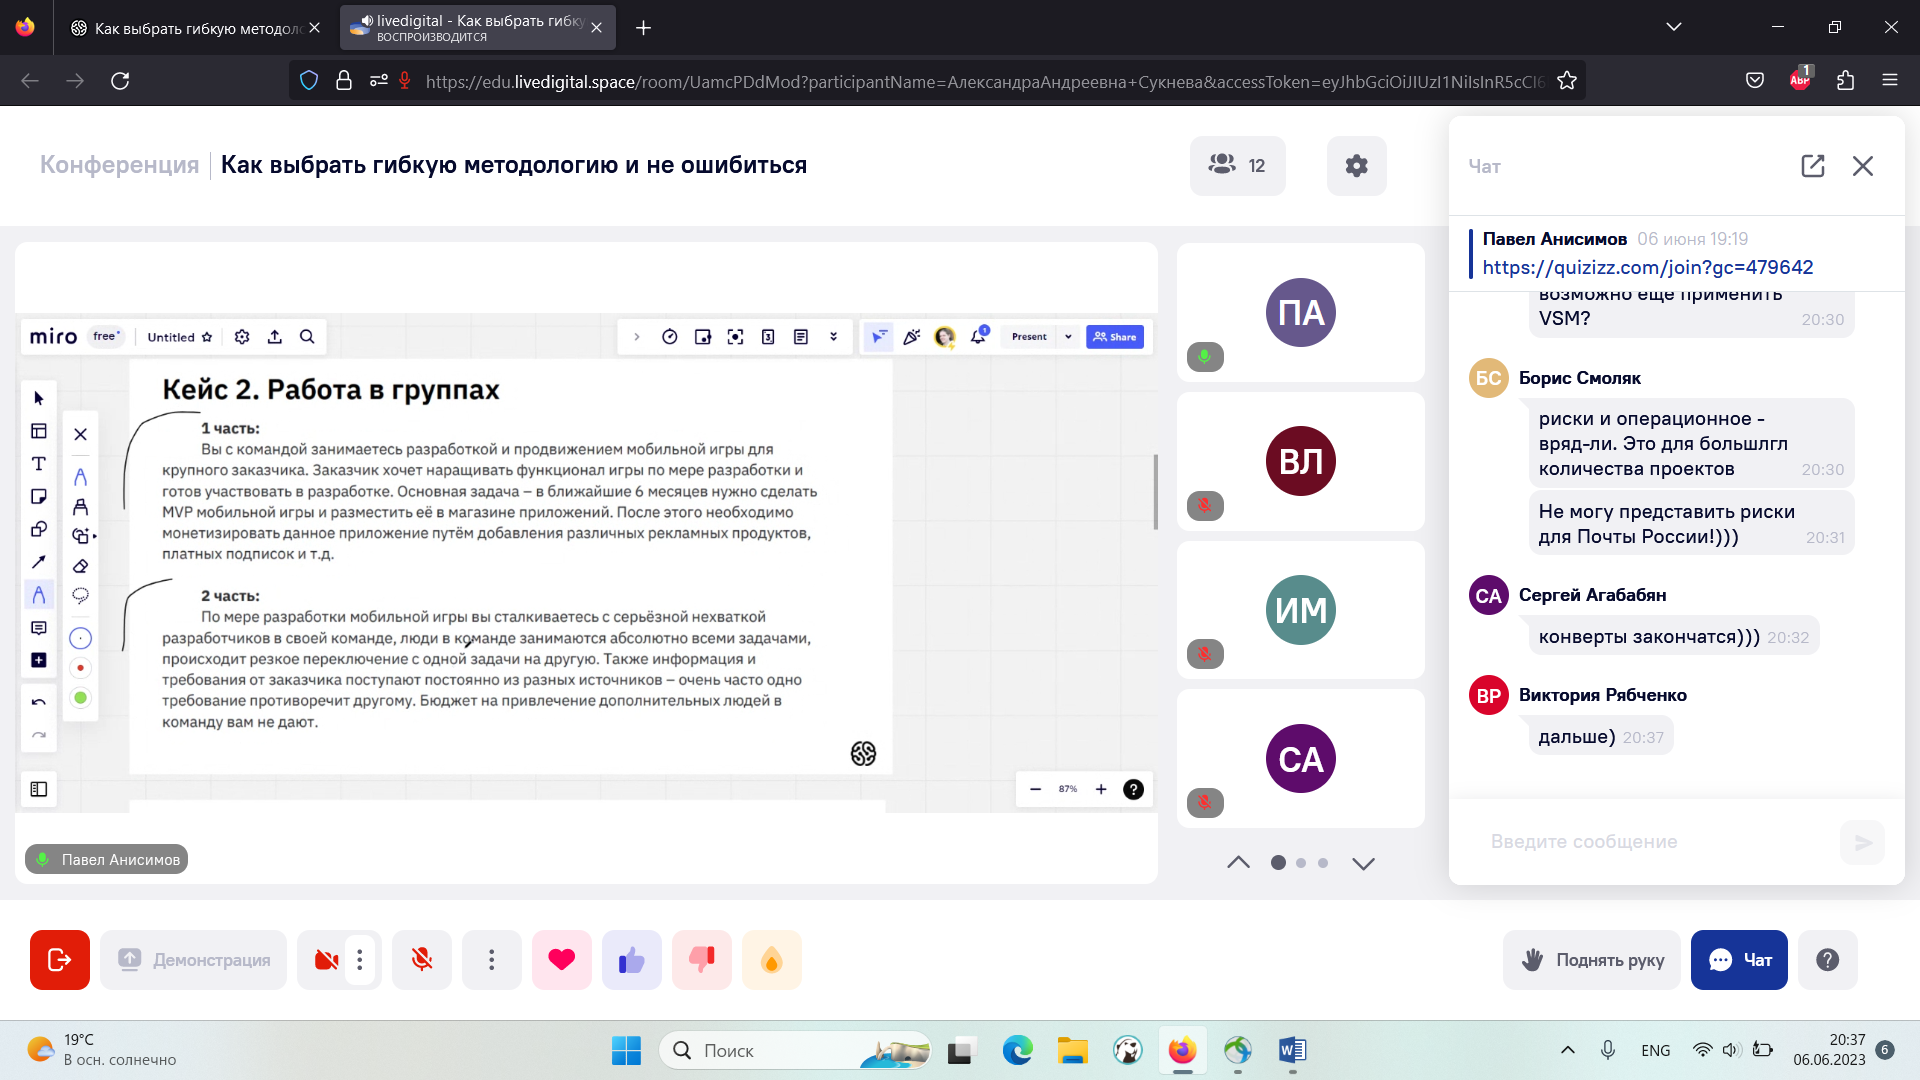 Как выбрать гибкую методоло
livedigital - Как выбрать гибку
ВОСПРОИЗВОДИТСЯ
https://edu.livedigital.space/room/UamcPDdMod?participantName=АлександраАндреевна+Сукнева&accessToken=eyJhbGciOiJIUzI1NiIsInR5cCI6
ABP
1
Конференция
Как выбрать гибкую методологию и не ошибиться
12
miro
free
Untitled
3
1
Present
Share
Кейс 2. Работа в группах
1 часть:
Вы с командой занимаетесь разработкой и продвижением мобильной игры для
крупного заказчика. Заказчик хочет наращивать функционал игры по мере разработки и
готов участвовать в разработке. Основная задача – в ближайшие 6 месяцев нужно сделать
MVP мобильной игры и разместить её в магазине приложений. После этого необходимо
монетизировать данное приложение путём добавления различных рекламных продуктов,
платных подписок и т.д.
2 часть:
По мере разработки мобильной игры вы сталкиваетесь с серьёзной нехваткой
разработчиков в своей команде, люди в команде занимаются абсолютно всеми задачами,
происходит резкое переключение с одной задачи на другую. Также информация и
требования от заказчика поступают постоянно из разных источников – очень часто одно
требование противоречит другому. Бюджет на привлечение дополнительных людей в
команду вам не дают.
87%
?
Павел Анисимов
ПА
ВЛ
ИМ
СА
Чат
Павел Анисимов 06 июня 19:19
https://quizizz.com/join?gc=479642
возможно еще применить
VSM? 20:30
БС
Борис Смоляк
риски и операционное -
вряд-ли. Это для большлгл
количества проектов 20:30
Не могу представить риски
для Почты России!))) 20:31
СА
Сергей Агабабян
конверты закончатся))) 20:32
ВР
Виктория Рябченко
дальше) 20:37
Введите сообщение
Демонстрация
Поднять руку
Чат
?
19°C
В осн. солнечно
Поиск
W
ENG
20:37
06.06.2023
6